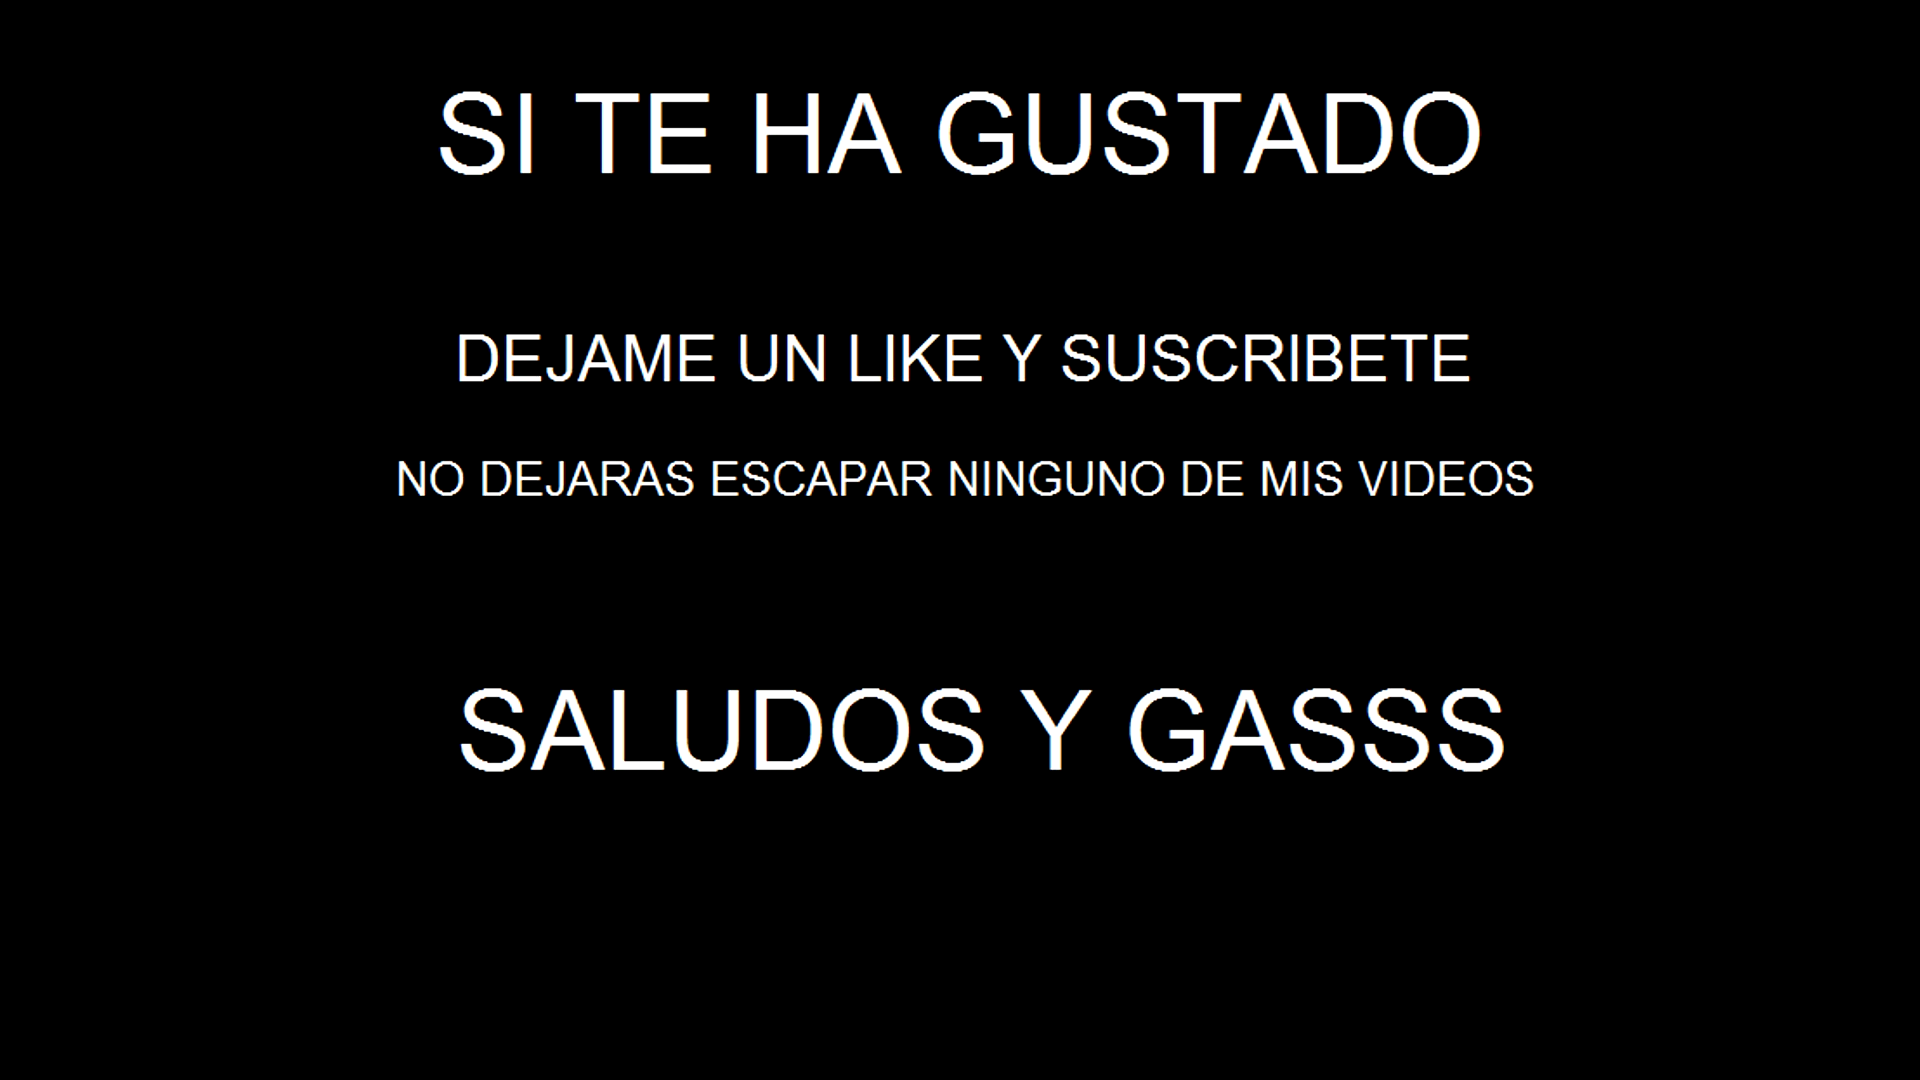 SI TE HA GUSTADO
DEJAME UN LIKE Y SUSCRIBETE
NO DEJARAS ESCAPAR NINGUNO DE MIS VIDEOS
SALUDOS Y GASSS